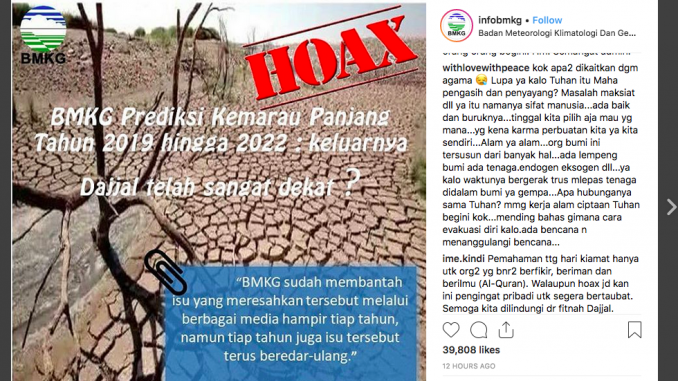 BMKG
HOAX
BMKG Prediksi Kemarau Panjang
Tahun 2019 hingga 2022 : keluarnya
Dajjal telah sangat dekat ?
"BMKG sudah membantah
isu yang meresahkan tersebut melalui
berbagai media hampir tiap tahun,
namun tiap tahun juga isu tersebut
terus beredar-ulang."
infobmkg • Follow
Badan Meteorologi Klimatologi Dan Ge...
withlovewithpeace kok apa2 dikaitkan dgm
agama 😪 Lupa ya kalo Tuhan itu Maha
pengasih dan penyayang? Masalah maksiat
dll ya itu namanya sifat manusia...ada baik
dan buruknya...tinggal kita pilih aja mau yg
mana...yg kena karma perbuatan kita ya kita
sendiri...Alam ya alam...org bumi ini
tersusun dari banyak hal...ada lempeng
bumi ada tenaga.endogen eksogen dll...ya
kalo waktunya bergerak trus mlepas tenaga
didalam bumi ya gempa...Apa hubunganya
sama Tuhan? mmg kerja alam ciptaan Tuhan
begini kok...mending bahas gimana cara
evakuasi diri kalo.ada bencana n
menanggulangi bencana...
ime.kindi Pemahaman ttg hari kiamat hanya
utk org2 yg bnr2 berfikir, beriman dan
berilmu (Al-Quran). Walaupun hoax jd kan
ini pengingat pribadi utk segera bertaubat.
Semoga kita dilindungi dr fitnah Dajjal.
39,808 likes
12 HOURS AGO